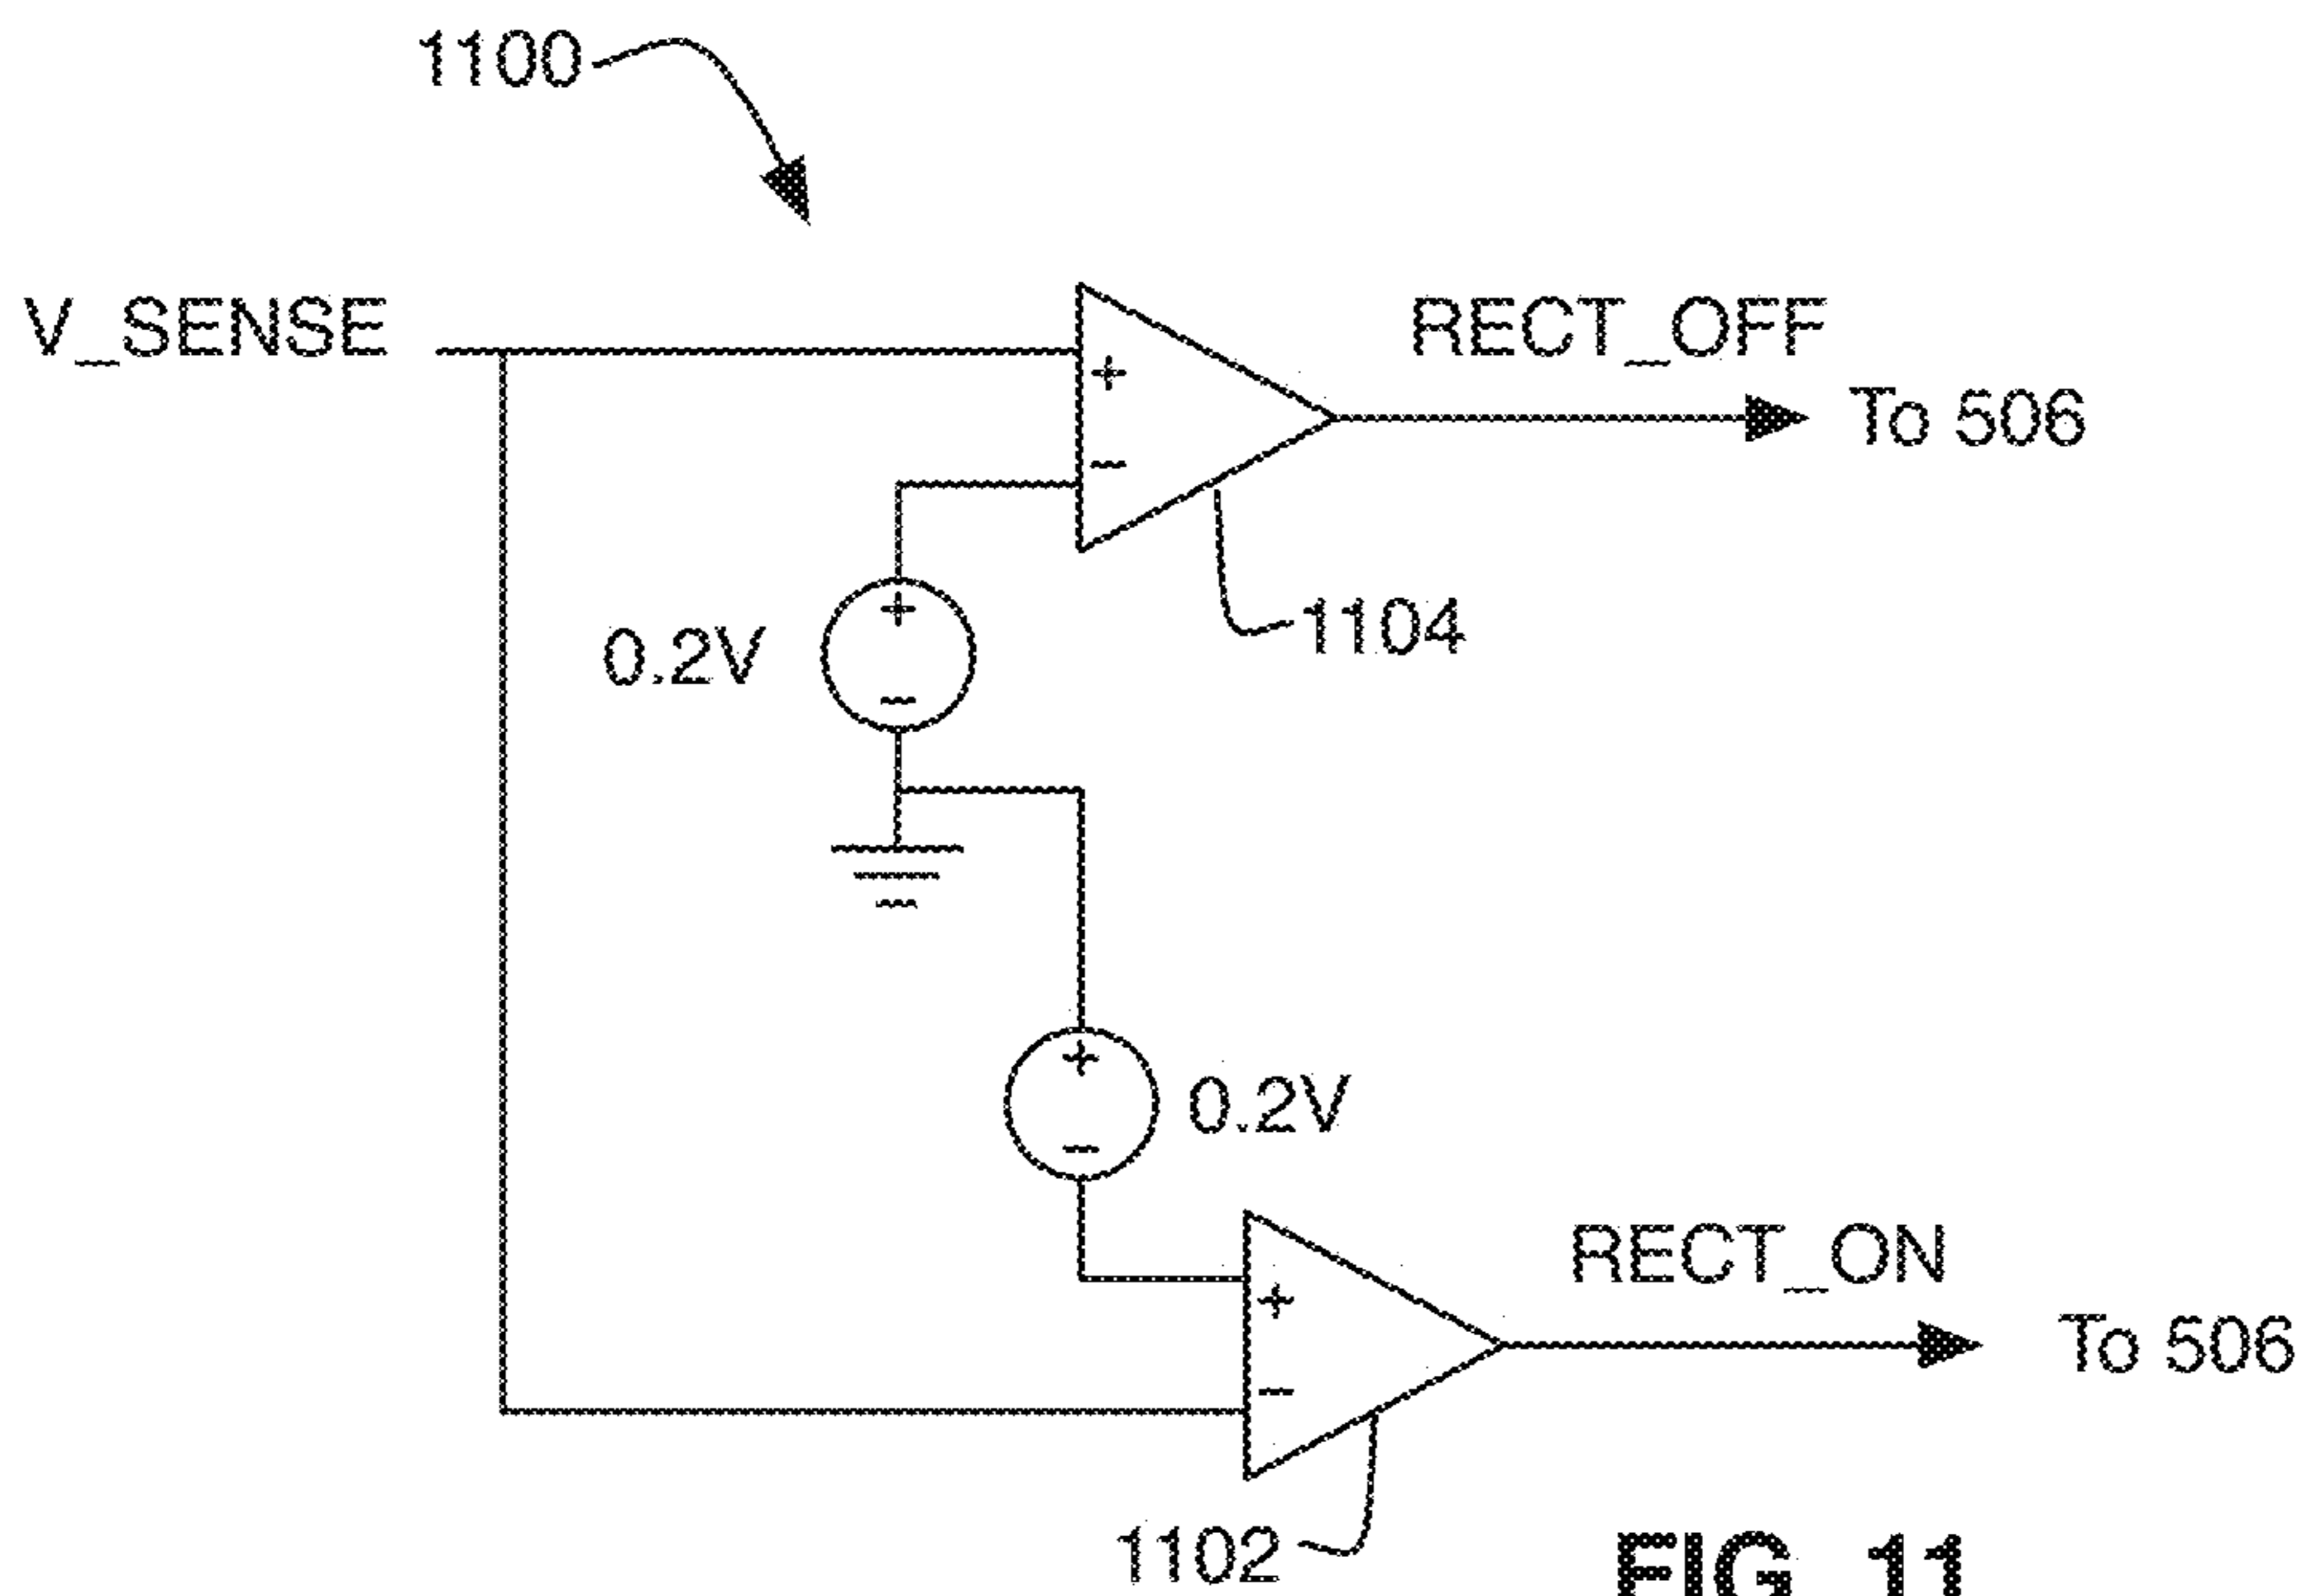 1100
V_SENSE
+
−
RECT_OFF
To 506
1104
0.2V
+
−
+
−
0.2V
+
−
RECT_ON
To 506
1102
FIG. 11